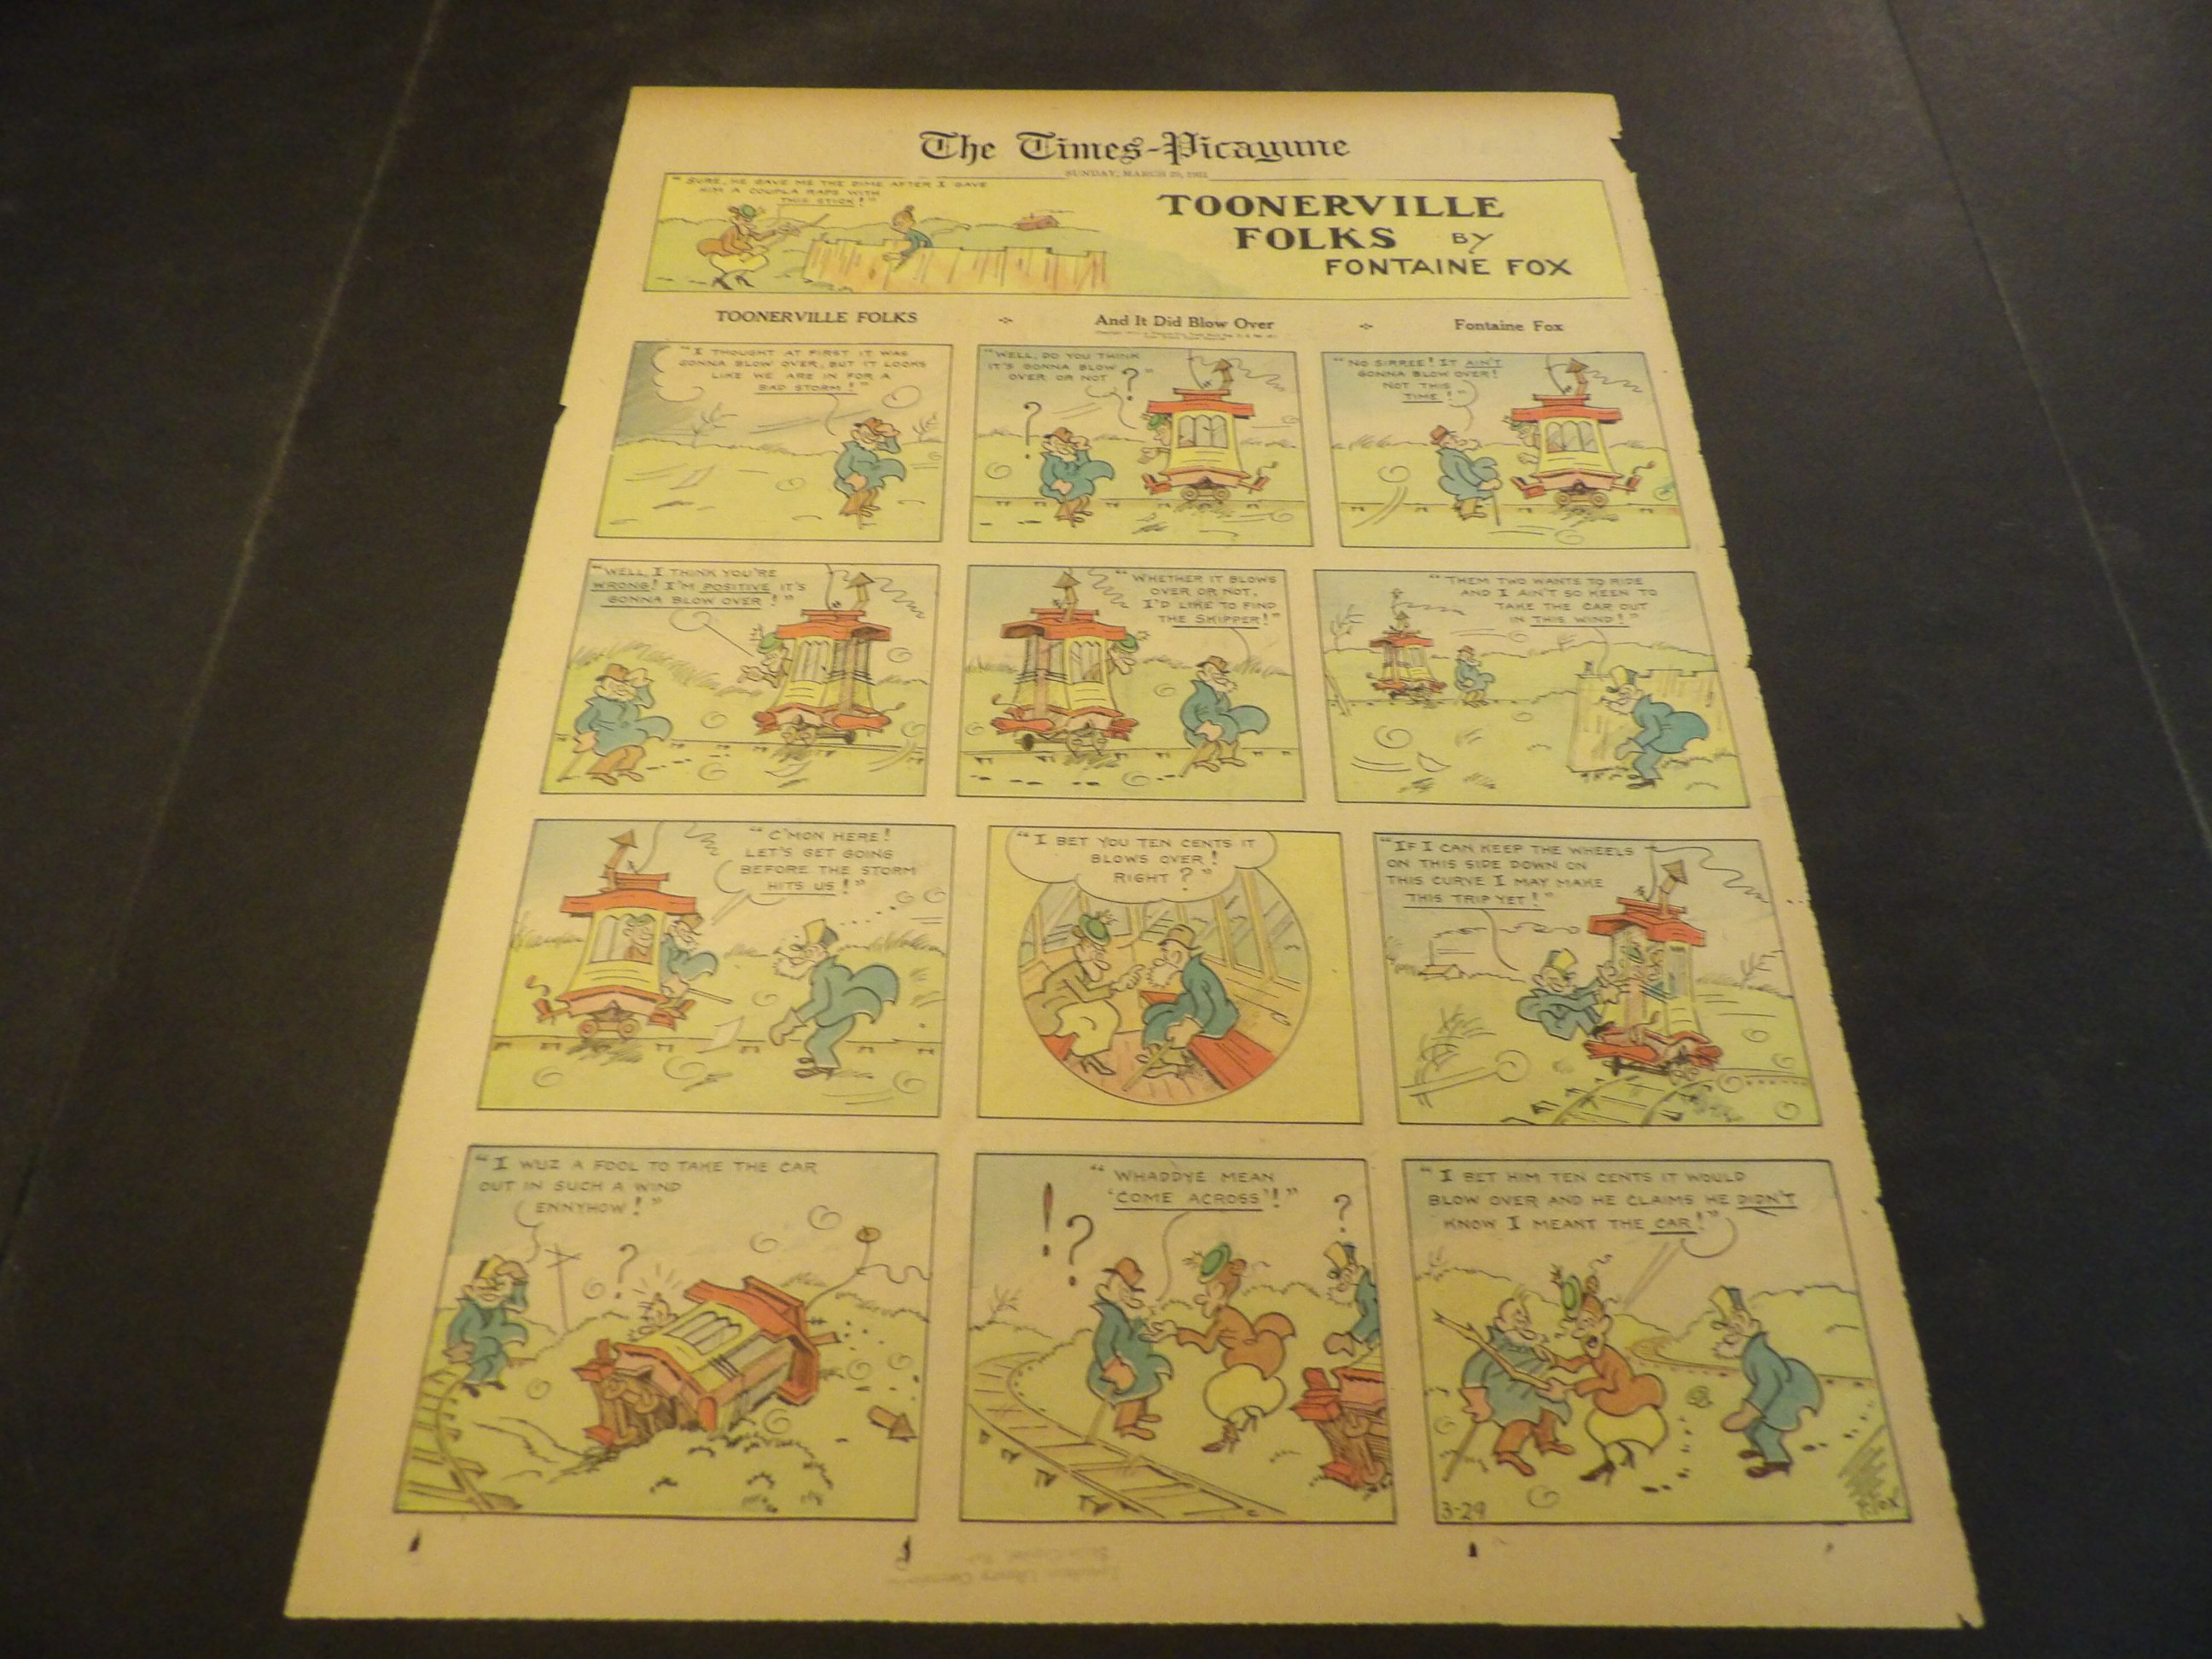 The Times-Picayune
SUNDAY, MARCH 29, 1931
"SURE, HE GAVE ME THE DIME AFTER I GAVE
HIM A COUPLA RAPS WITH
THIS STICK!"
TOONERVILLE
FOLKS BY
FONTAINE FOX
TOONERVILLE FOLKS And It Did Blow Over Fontaine Fox
"I THOUGHT AT FIRST IT WAS
GONNA BLOW OVER, BUT IT LOOKS
LIKE WE ARE IN FOR A
BAD STORM!"
"WELL, DO YOU THINK
IT'S GONNA BLOW
OVER OR NOT?"
?
"NO SIRREE! IT AIN'T
GONNA BLOW OVER!
NOT THIS
TIME!"
"WELL, I THINK YOU'RE
WRONG! I'M POSITIVE IT'S
GONNA BLOW OVER!"
"WHETHER IT BLOWS
OVER OR NOT,
I'D LIKE TO FIND
THE SKIPPER!"
"THEM TWO WANTS TO RIDE
AND I AIN'T SO KEEN TO
TAKE THE CAR OUT
IN THIS WIND!"
"C'MON HERE!
LET'S GET GOING
BEFORE THE STORM
HITS US!"
"I BET YOU TEN CENTS IT
BLOWS OVER!
RIGHT?"
"IF I CAN KEEP THE WHEELS
ON THIS SIDE DOWN ON
THIS CURVE I MAY MAKE
THIS TRIP YET!"
"I WUZ A FOOL TO TAKE THE CAR
OUT IN SUCH A WIND
ENNYHOW!"
?
"WHADDYE MEAN
'COME ACROSS'!"
!?
?
"I BET HIM TEN CENTS IT WOULD
BLOW OVER AND HE CLAIMS HE DIDN'T
KNOW I MEANT THE CAR!"
3-29
F. FOX